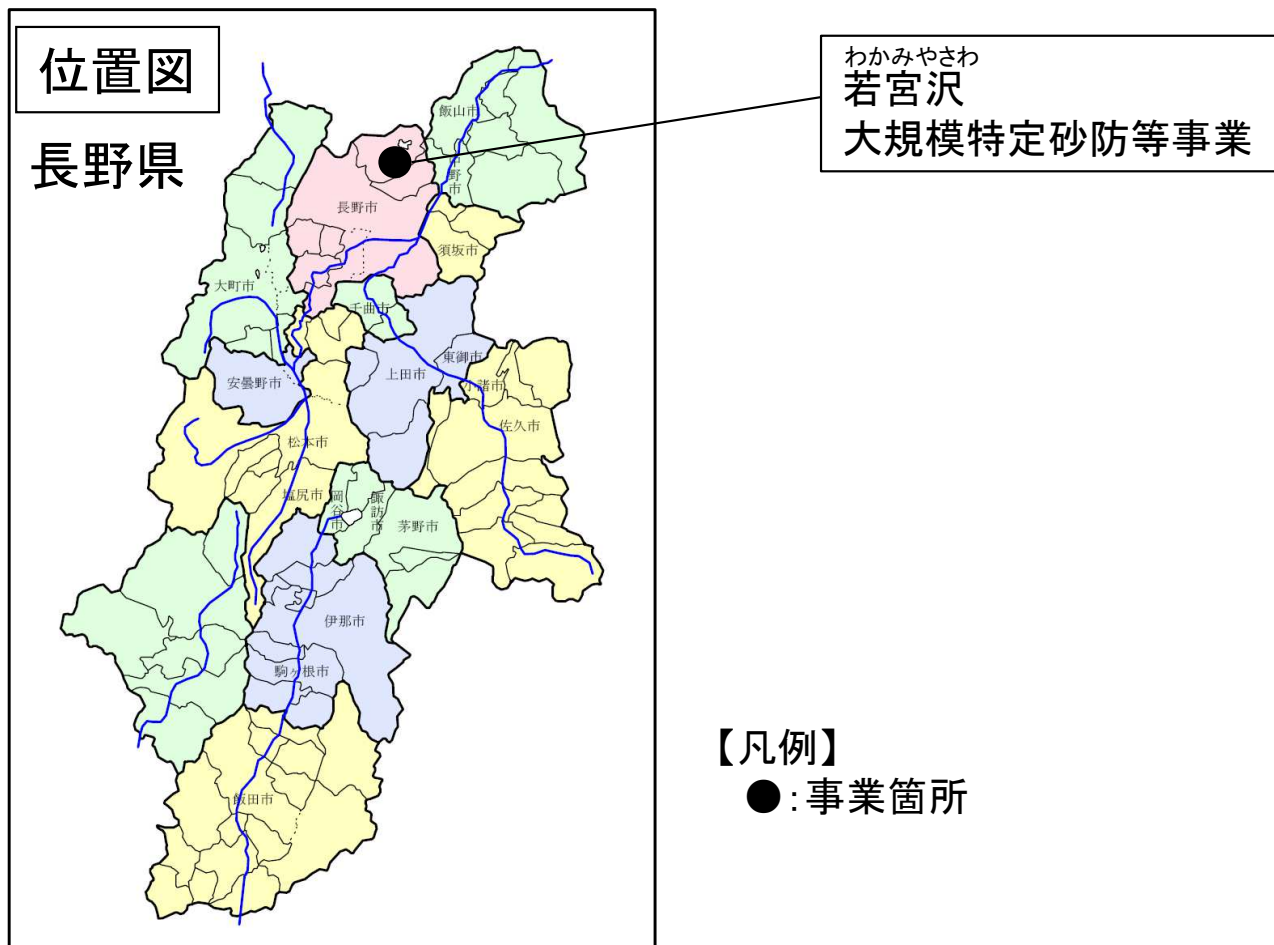 位置図
長野県
わかみやさわ
若宮沢
大規模特定砂防等事業
飯山市
中野市
長野市
須坂市
大町市
千曲市
東御市
上田市
安曇野市
小諸市
佐久市
松本市
塩尻市
岡谷市
諏訪市
茅野市
伊那市
駒ヶ根市
飯田市
【凡例】
●:事業箇所